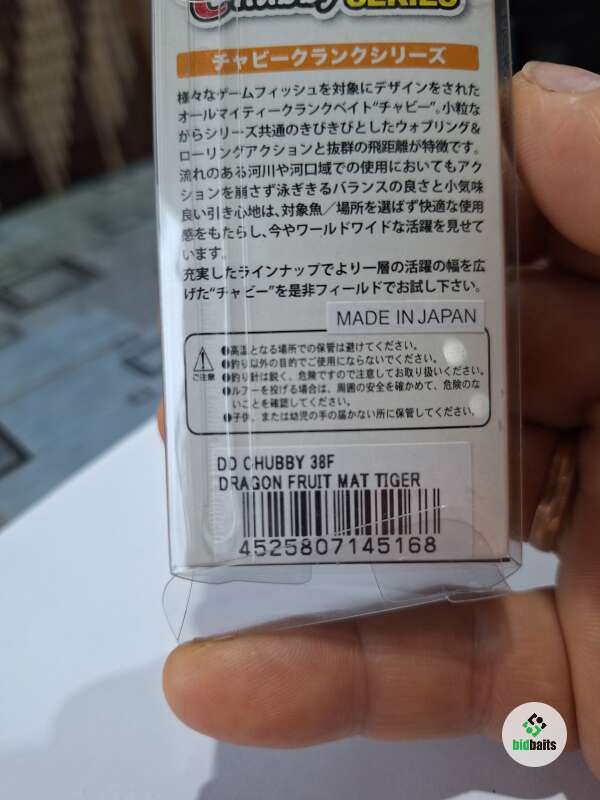 Chubby SERIES
チャビークランクシリーズ
様々なゲームフィッシュを対象にデザインをされた
オールマイティークランクベイト“チャビー”。小粒な
がらシリーズ共通のきびきびとしたウォブリング&
ローリングアクションと抜群の飛距離が特徴です。
流れのある河川や河口域での使用においてもアク
ションを崩さず泳ぎきるバランスの良さと小気味
良い引き心地は、対象魚／場所を選ばず快適な使用
感をもたらし、今やワールドワイドな活躍を見せて
います。
充実したラインナップでより一層の活躍の幅を広
げた“チャビー”を是非フィールドでお試し下さい。
MADE IN JAPAN
ご注意
❶高温となる場所での保管は避けてください。
❶釣り以外の目的でご使用にならないでください。
❶釣り針は鋭く、危険ですので注意してお取り扱いください。
❶ルアーを投げる場合は、周囲の安全を確かめて、危険のな
いことを確認してください。
❶子供、または幼児の手の届かない所に保管してください。
DD CHUBBY 38F
DRAGON FRUIT MAT TIGER
4525807145168
bidbaits